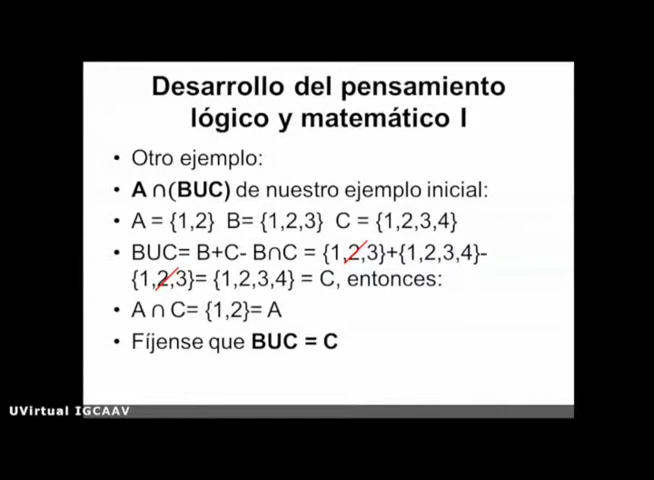 Desarrollo del pensamiento
lógico y matemático I
• Otro ejemplo:
• A ∩(BUC) de nuestro ejemplo inicial:
• A = {1,2} B= {1,2,3} C = {1,2,3,4}
• BUC= B+C- B∩C = {1,2,3}+{1,2,3,4}-
{1,2,3}= {1,2,3,4} = C, entonces:
• A ∩ C= {1,2}= A
• Fíjense que BUC = C
UVirtual IGCAAV